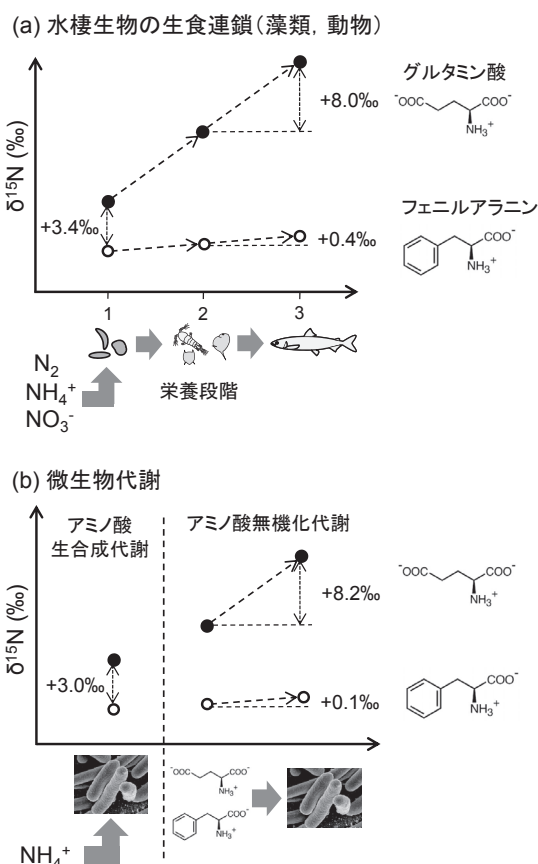 (a) 水棲生物の生食連鎖(藻類, 動物)
δ¹⁵N (‰)
+3.4‰
+8.0‰
+0.4‰
グルタミン酸
⁻OOC COO⁻
NH₃⁺
フェニルアラニン
COO⁻
NH₃⁺
1 2 3
N₂
NH₄⁺
NO₃⁻
栄養段階
(b) 微生物代謝
アミノ酸
生合成代謝
アミノ酸無機化代謝
δ¹⁵N (‰)
+3.0‰
+8.2‰
+0.1‰
⁻OOC COO⁻
NH₃⁺
COO⁻
NH₃⁺
⁻OOC COO⁻
NH₃⁺
COO⁻
NH₃⁺
NH₄⁺